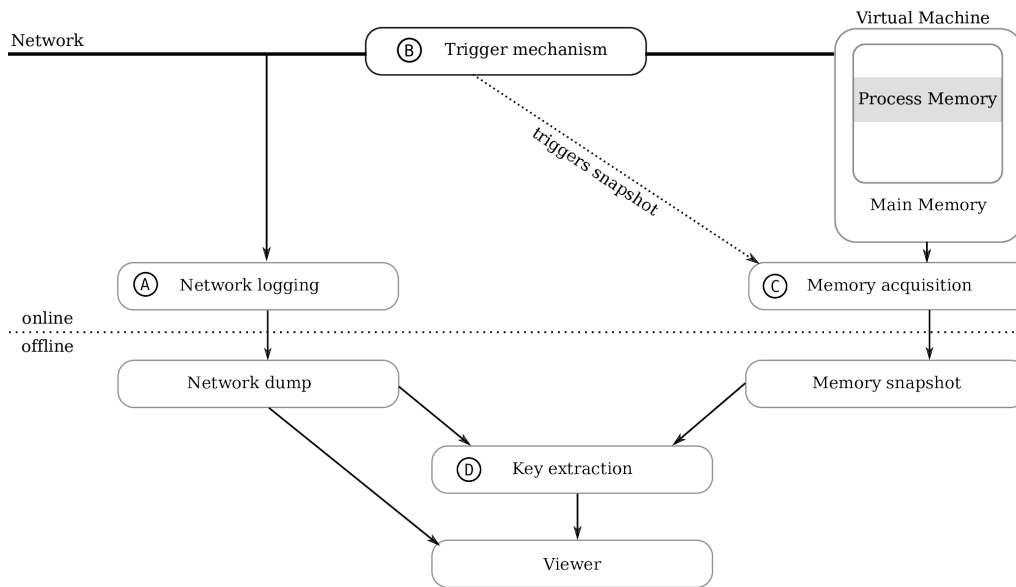 Virtual Machine
Network
B Trigger mechanism
Process Memory
triggers snapshot
Main Memory
A Network logging
C Memory acquisition
online
offline
Network dump
Memory snapshot
D Key extraction
Viewer